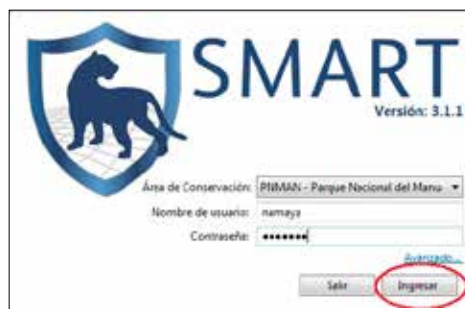 SMART
Versión: 3.1.1
Área de Conservación: PNMAN - Parque Nacional del Manu
Nombre de usuario: namaya
Contraseña: •••••••
Avanzado...
Salir Ingresar